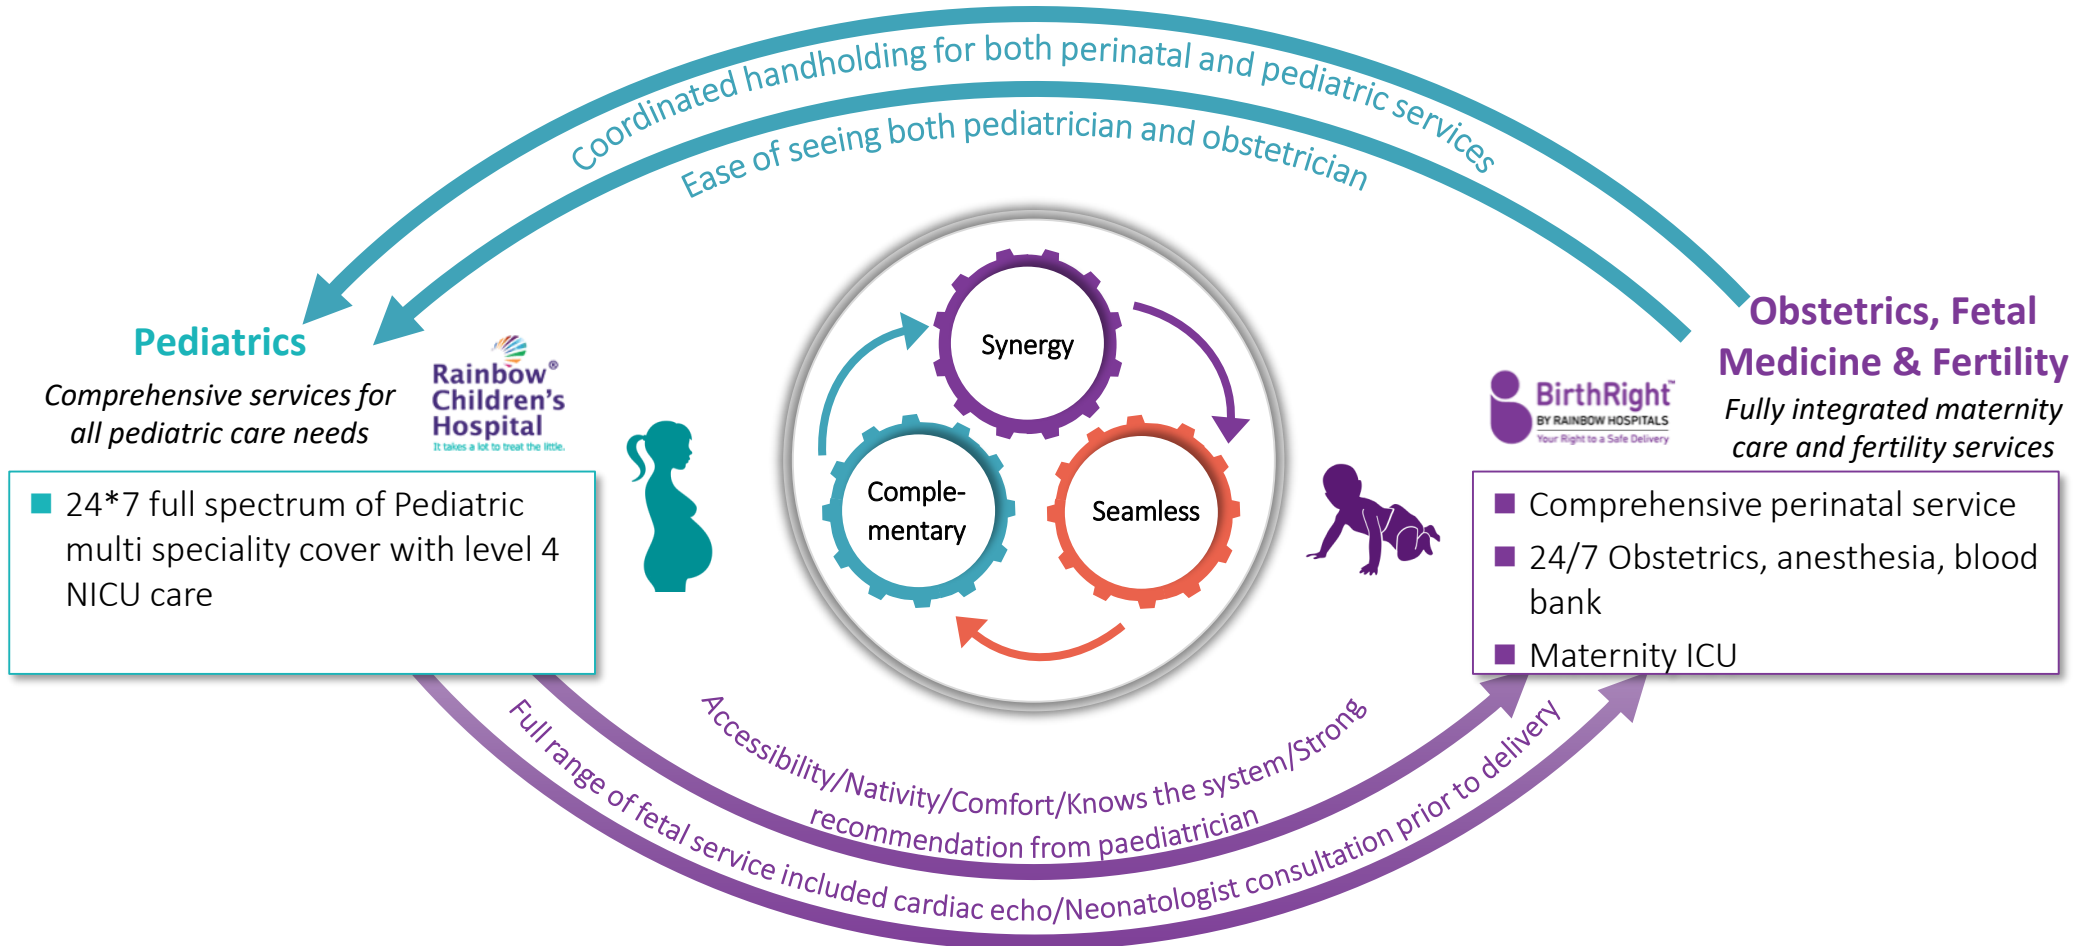 Coordinated handholding for both perinatal and pediatric services
Ease of seeing both pediatrician and obstetrician
Pediatrics
Comprehensive services for
all pediatric care needs
Rainbow®
Children's
Hospital
It takes a lot to treat the little.
24*7 full spectrum of Pediatric
multi speciality cover with level 4
NICU care
Synergy
Comple-
mentary
Seamless
Obstetrics, Fetal
Medicine & Fertility
BirthRight™
BY RAINBOW HOSPITALS
Your Right to a Safe Delivery
Fully integrated maternity
care and fertility services
Comprehensive perinatal service
24/7 Obstetrics, anesthesia, blood
bank
Maternity ICU
Accessibility/Nativity/Comfort/Knows the system/Strong
recommendation from paediatrician
Full range of fetal service included cardiac echo/Neonatologist consultation prior to delivery